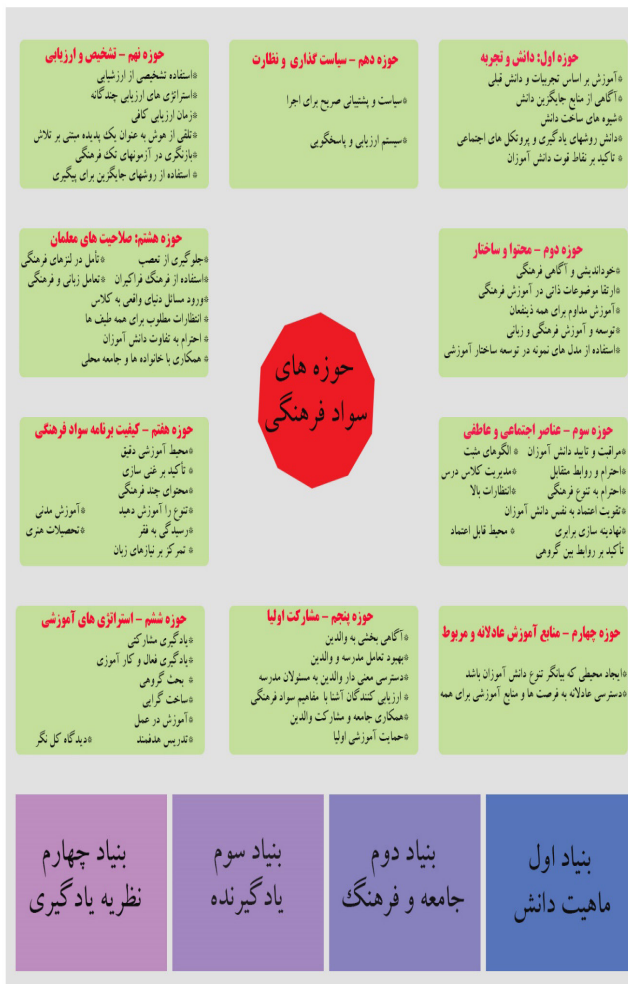 حوزه اول: دانش و تجربه
*آموزش بر اساس تجربیات و دانش قبلی
*آگاهی از منابع جایگزین دانش
*شیوه های ساخت دانش
*دانش روشهای یادگیری و پروتکل های اجتماعی
* تاکید بر نقاط قوت دانش آموزان
حوزه دهم – سیاست گذاری و نظارت
*سیاست و پشتیبانی صریح برای اجرا
*سیستم ارزیابی و پاسخگویی
حوزه نهم – تشخیص و ارزیابی
*استفاده تشخیصی از ارزشیابی
*استراتژی های ارزیابی چندگانه
*زمان ارزیابی کافی
*تلقی از هوش به عنوان یک پدیده مبتنی بر تلاش
*بازنگری در آزمونهای تک فرهنگی
* استفاده از روشهای جایگزین برای پیگیری
حوزه دوم – محتوا و ساختار
*خوداندیشی و آگاهی فرهنگی
*ارتقا موضوعات ذاتی در آموزش فرهنگی
*آموزش مداوم برای همه ذینفعان
*توسعه و آموزش فرهنگی و زبانی
*استفاده از مدل های نمونه در توسعه ساختار آموزشی
حوزه هشتم: صلاحیت های معلمان
*جلوگیری از تعصب *تأمل در لنزهای فرهنگی
*استفاده از فرهنگ فراگیران *تعامل زبانی و فرهنگی
*ورود مسائل دنیای واقعی به کلاس
* انتظارات مطلوب برای همه طیف ها
* احترام به تفاوت دانش آموزان
* همکاری با خانواده ها و جامعه محلی
حوزه های
سواد فرهنگی
حوزه سوم – عناصر اجتماعی و عاطفی
*مراقبت و تایید دانش آموزان * الگوهای مثبت
*احترام و روابط متقابل *مدیریت کلاس درس
*احترام به تنوع فرهنگی *انتظارات بالا
*تقویت اعتماد به نفس دانش آموزان
*نهادینه سازی برابری * محیط قابل اعتماد
تأکید بر روابط بین گروهی
حوزه هفتم – کیفیت برنامه سواد فرهنگی
*محیط آموزشی دقیق
* تأکید بر غنی سازی
*محتوای چند فرهنگی
*تنوع را آموزش دهید *آموزش مدنی
*رسیدگی به فقر *تحصیلات هنری
* تمرکز بر نیازهای زبان
حوزه چهارم – منابع آموزش عادلانه و مربوط
*ایجاد محیطی که بیانگر تنوع دانش آموزان باشد
*دسترسی عادلانه به فرصت ها و منابع آموزشی برای همه
حوزه پنجم – مشارکت اولیا
*آگاهی بخشی به والدین
*بهبود تعامل مدرسه و والدین
*دسترسی معنی دار والدین به مسئولان مدرسه
* ارزیابی کنندگان آشنا با مفاهیم سواد فرهنگی
*همکاری جامعه و مشارکت والدین
*حمایت آموزشی اولیا
حوزه ششم – استراتژی های آموزشی
*یادگیری مشارکتی
*یادگیری فعال و کار آموزی
* بحث گروهی
*ساخت گرایی
*آموزش در عمل
*تدریس هدفمند *دیدگاه کل نگر
بنیاد اول
ماهیت دانش
بنیاد دوم
جامعه و فرهنگ
بنیاد سوم
یادگیرنده
بنیاد چهارم
نظریه یادگیری